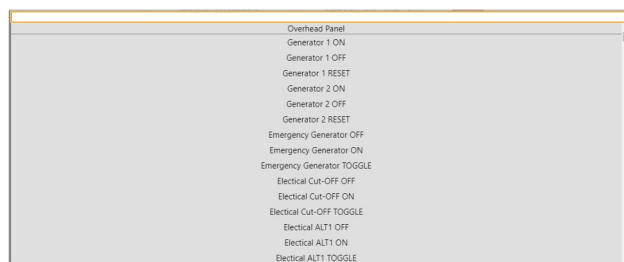 Overhead Panel
Generator 1 ON
Generator 1 OFF
Generator 1 RESET
Generator 2 ON
Generator 2 OFF
Generator 2 RESET
Emergency Generator OFF
Emergency Generator ON
Emergency Generator TOGGLE
Electical Cut-OFF OFF
Electical Cut-OFF ON
Electical Cut-OFF TOGGLE
Electical ALT1 OFF
Electical ALT1 ON
Electical ALT1 TOGGLE